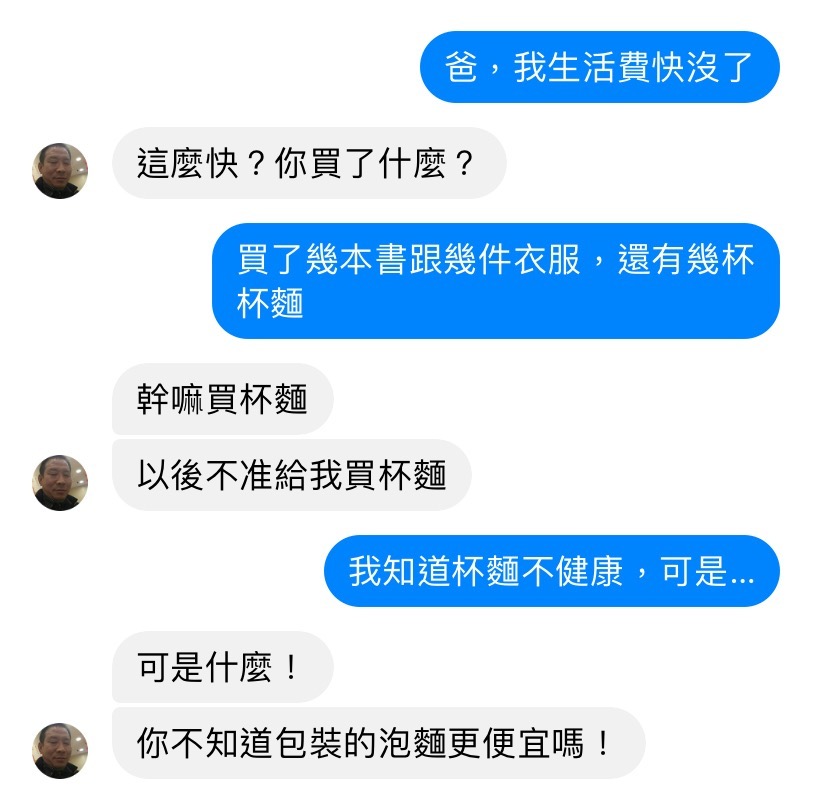 爸，我生活費快沒了
這麼快？你買了什麼？
買了幾本書跟幾件衣服，還有幾杯
杯麵
幹嘛買杯麵
以後不准給我買杯麵
我知道杯麵不健康，可是...
可是什麼！
你不知道包裝的泡麵更便宜嗎！